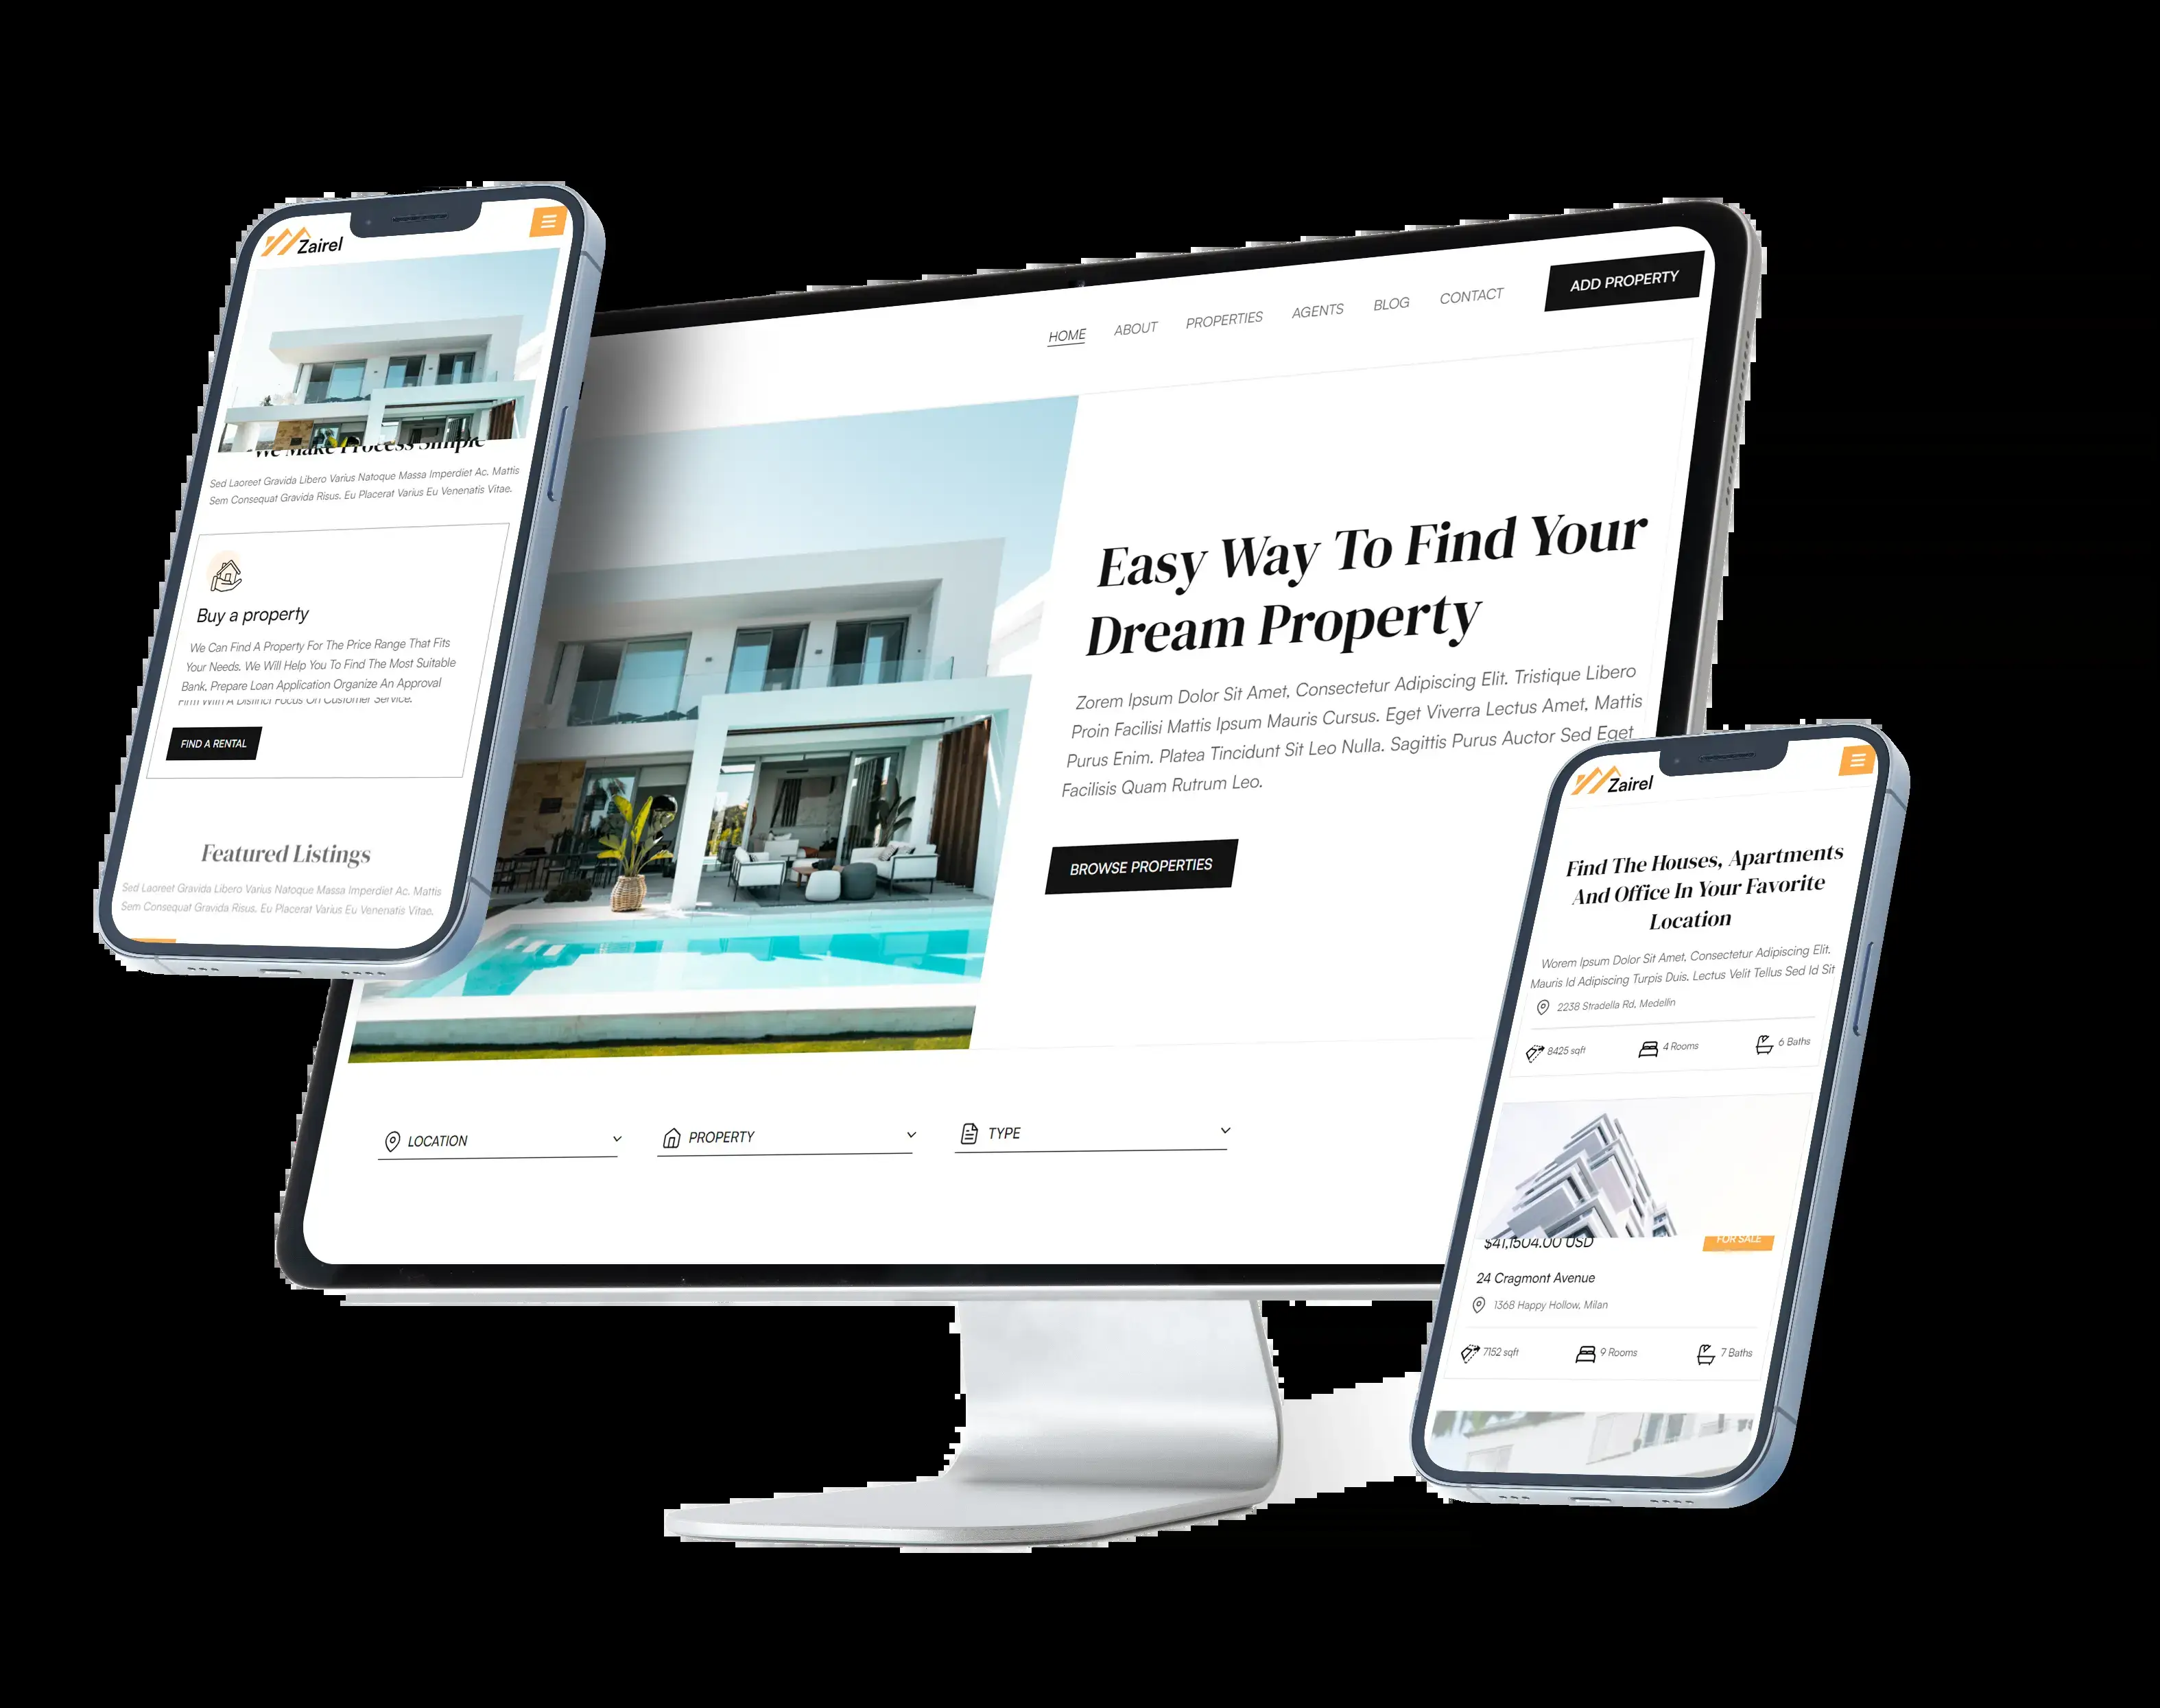 Zairel
We Make Process Simple
Sed Laoreet Gravida Libero Varius Natoque Massa Imperdiet Ac. Mattis
Sem Consequat Gravida Risus. Eu Placerat Varius Eu Venenatis Vitae.
Buy a property
We Can Find A Property For The Price Range That Fits
Your Needs. We Will Help You To Find The Most Suitable
Bank, Prepare Loan Application Organize An Approval
Firm With A Distinct Focus On Customer Service.
FIND A RENTAL
Featured Listings
Sed Laoreet Gravida Libero Varius Natoque Massa Imperdiet Ac. Mattis
Sem Consequat Gravida Risus. Eu Placerat Varius Eu Venenatis Vitae.
HOME ABOUT PROPERTIES AGENTS BLOG CONTACT ADD PROPERTY
Easy Way To Find Your
Dream Property
Zorem Ipsum Dolor Sit Amet, Consectetur Adipiscing Elit. Tristique Libero
Proin Facilisi Mattis Ipsum Mauris Cursus. Eget Viverra Lectus Amet, Mattis
Purus Enim. Platea Tincidunt Sit Leo Nulla. Sagittis Purus Auctor Sed Eget
Facilisis Quam Rutrum Leo.
BROWSE PROPERTIES
LOCATION PROPERTY TYPE
Zairel
Find The Houses, Apartments
And Office In Your Favorite
Location
Worem Ipsum Dolor Sit Amet, Consectetur Adipiscing Elit.
Mauris Id Adipiscing Turpis Duis. Lectus Velit Tellus Sed Id Sit
2238 Stradella Rd, Medellín
8425 sqft 4 Rooms 6 Baths
$41,1504.00 USD FOR SALE
24 Cragmont Avenue
1368 Happy Hollow, Milan
7152 sqft 9 Rooms 7 Baths